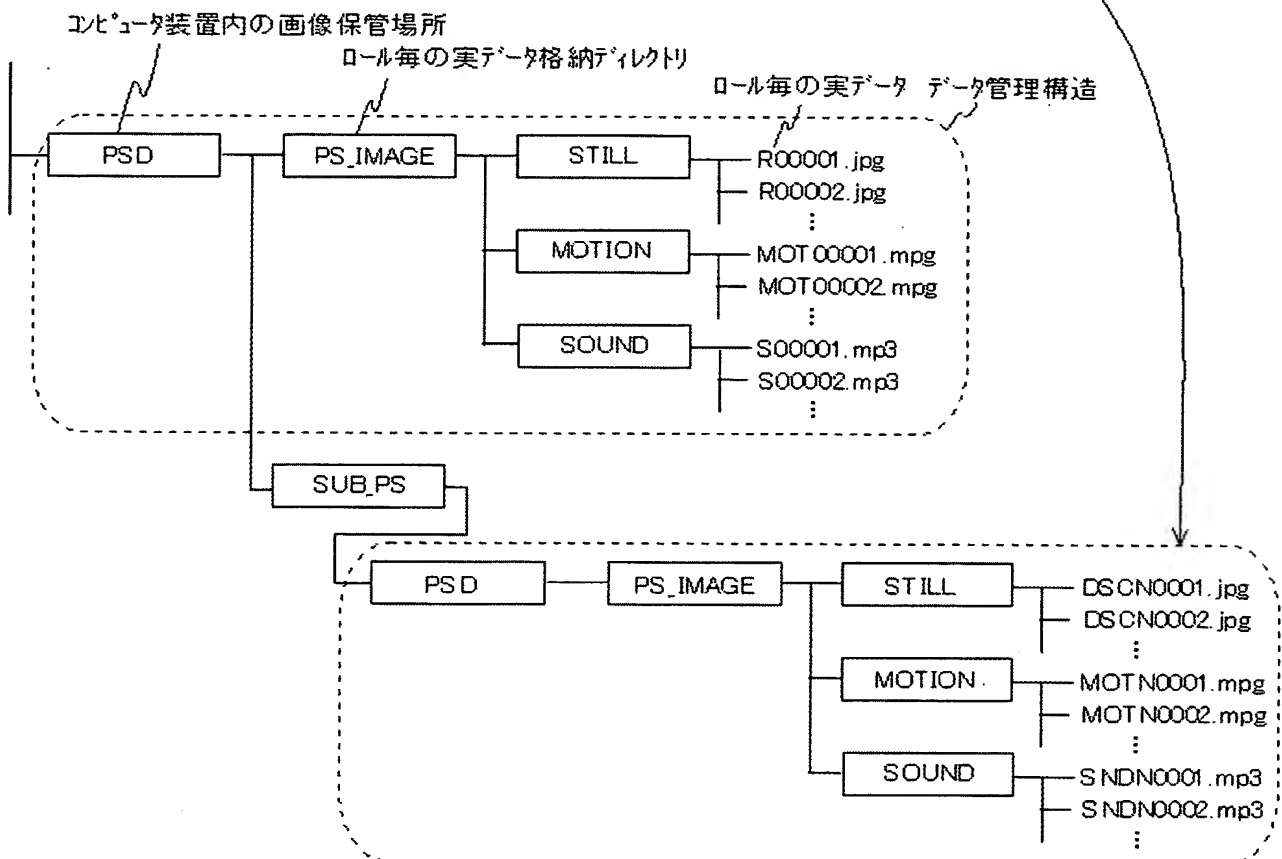 コンピュータ装置内の画像保管場所
ロール毎の実データ格納ディレクトリ
ロール毎の実データ データ管理構造
PSD PS_IMAGE STILL R00001.jpg
R00002.jpg
⋮
MOTION MOT00001.mpg
MOT00002.mpg
⋮
SOUND S00001.mp3
S00002.mp3
⋮
SUB_PS
PSD PS_IMAGE STILL DSCN0001.jpg
DSCN0002.jpg
⋮
MOTION MOTN0001.mpg
MOTN0002.mpg
⋮
SOUND SNDN0001.mp3
SNDN0002.mp3
⋮